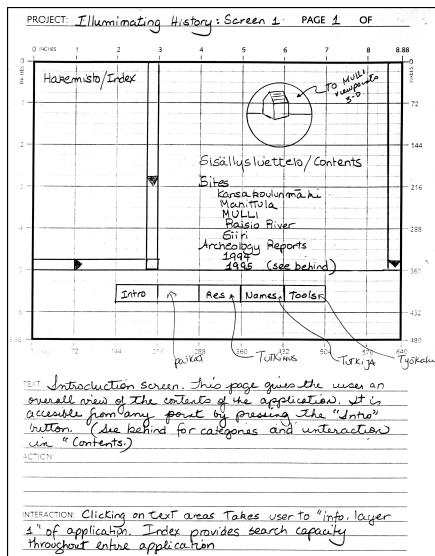 PROJECT: Illuminating History: Screen 1 PAGE 1 OF
0 INCHES 1 2 3 4 5 6 7 8 8.88
Hakemisto/Index
TO MULLI
viewpoints
3-D
72
144
216
288
360
432
480
Sisällysluettelo/Contents
Sites
Kansakoulunmäki
Mahittula
MULLI
Raisio River
Siiri
Archeology Reports
1994
1995 (see behind)
Intro Res Names Tools
72 144 216 288 360 432 504 576 640
paikat Tutkimus Tutkija Työkalu
TEXT: Introduction screen. This page gives the user an
overall view of the contents of the application. It is
accesible from any point by pressing the "Intro"
button. (see behind for categories and interaction
in "Contents.)
ACTION:
INTERACTION: Clicking on text areas Takes user to "info. layer
1" of application. Index provides search capacity
throughout entire application